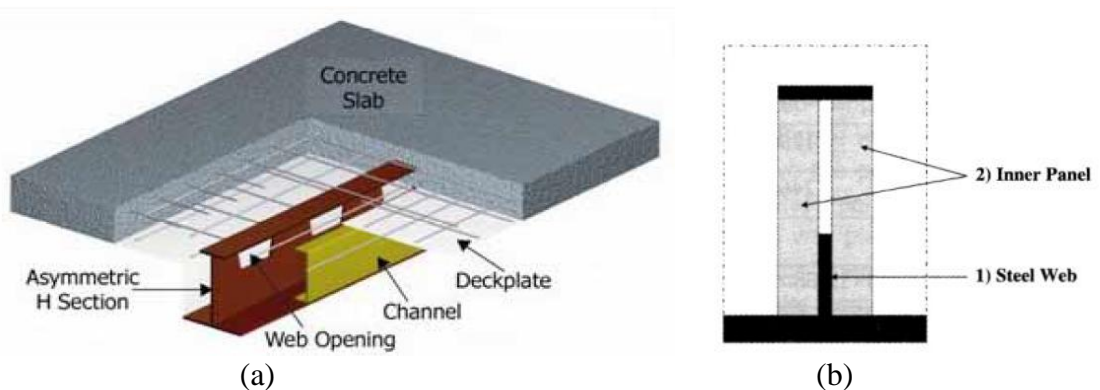 Concrete
Slab
Asymmetric
H Section
Deckplate
Channel
Web Opening
(a)
2) Inner Panel
1) Steel Web
(b)